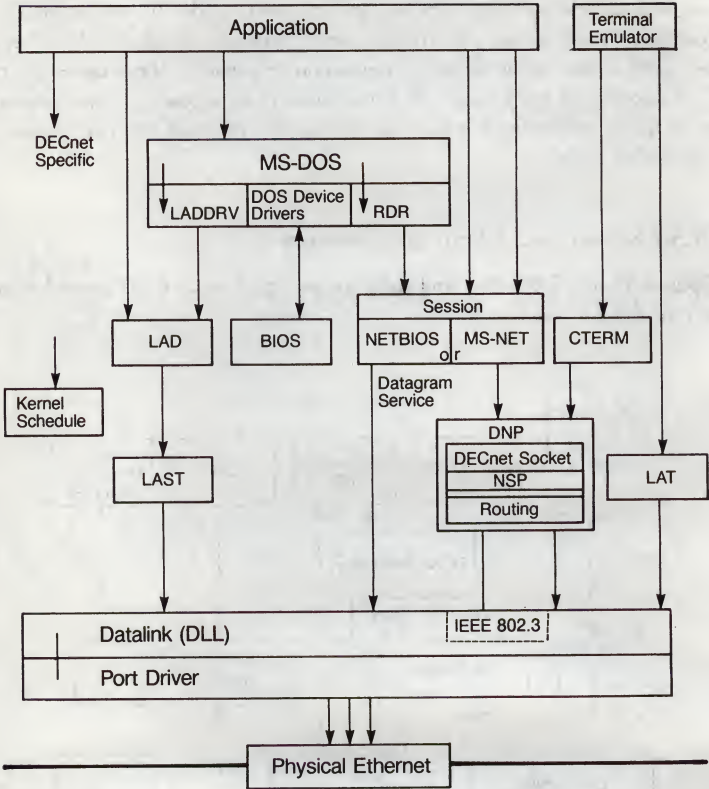 Application
Terminal
Emulator
DECnet
Specific
MS-DOS
LADDRV
DOS Device
Drivers
RDR
Session
LAD
BIOS
NETBIOS
or
MS-NET
CTERM
Kernel
Schedule
Datagram
Service
DNP
DECnet Socket
NSP
Routing
LAST
LAT
Datalink (DLL)
IEEE 802.3
Port Driver
Physical Ethernet